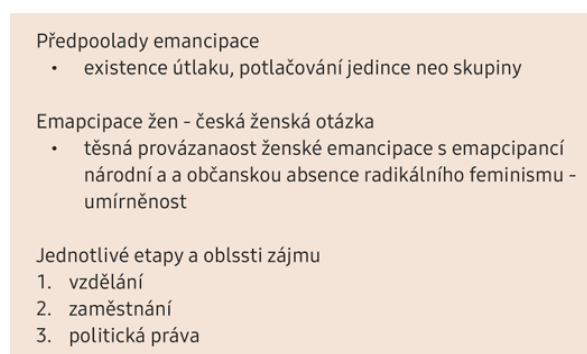 Předpoolady emancipace
• existence útlaku, potlačování jedince neo skupiny
Emapcipace žen - česká ženská otázka
• těsná provázanaost ženské emancipace s emapcipancí
národní a a občanskou absence radikálního feminismu -
umírněnost
Jednotlivé etapy a oblssti zájmu
1. vzdělání
2. zaměstnání
3. politická práva